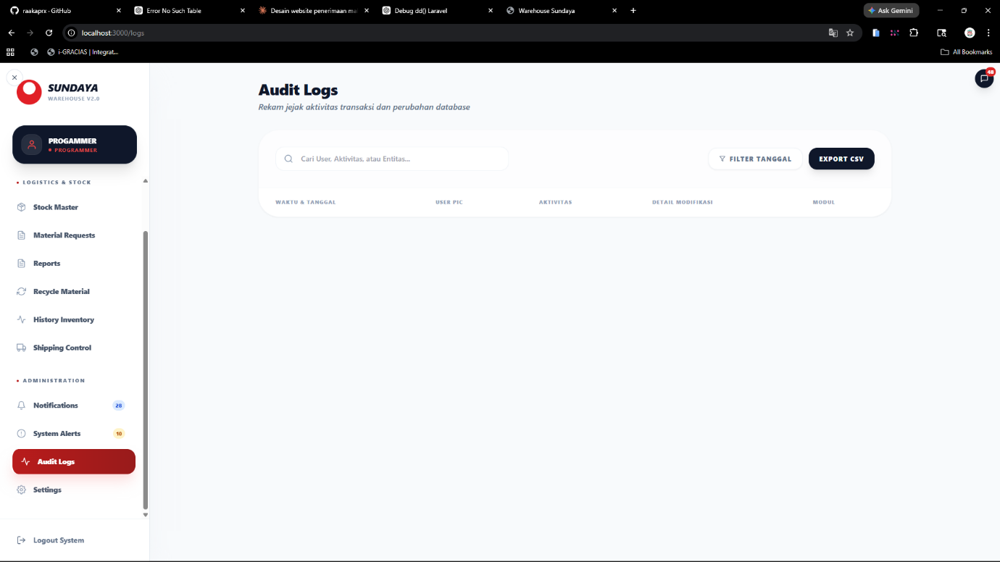 raakaprx · GitHub
Error No Such Table
Desain website penerimaan ma
Debug dd() Laravel
Warehouse Sundaya
Ask Gemini
localhost:3000/logs
i-GRACIAS | Integrat...
All Bookmarks
SUNDAYA
WAREHOUSE V2.0
PROGAMMER
PROGRAMMER
LOGISTICS & STOCK
Stock Master
Material Requests
Reports
Recycle Material
History Inventory
Shipping Control
ADMINISTRATION
Notifications 28
System Alerts 10
Audit Logs
Settings
Logout System
48
Audit Logs
Rekam jejak aktivitas transaksi dan perubahan database
Cari User, Aktivitas, atau Entitas...
FILTER TANGGAL
EXPORT CSV
WAKTU & TANGGAL USER PIC AKTIVITAS DETAIL MODIFIKASI MODUL